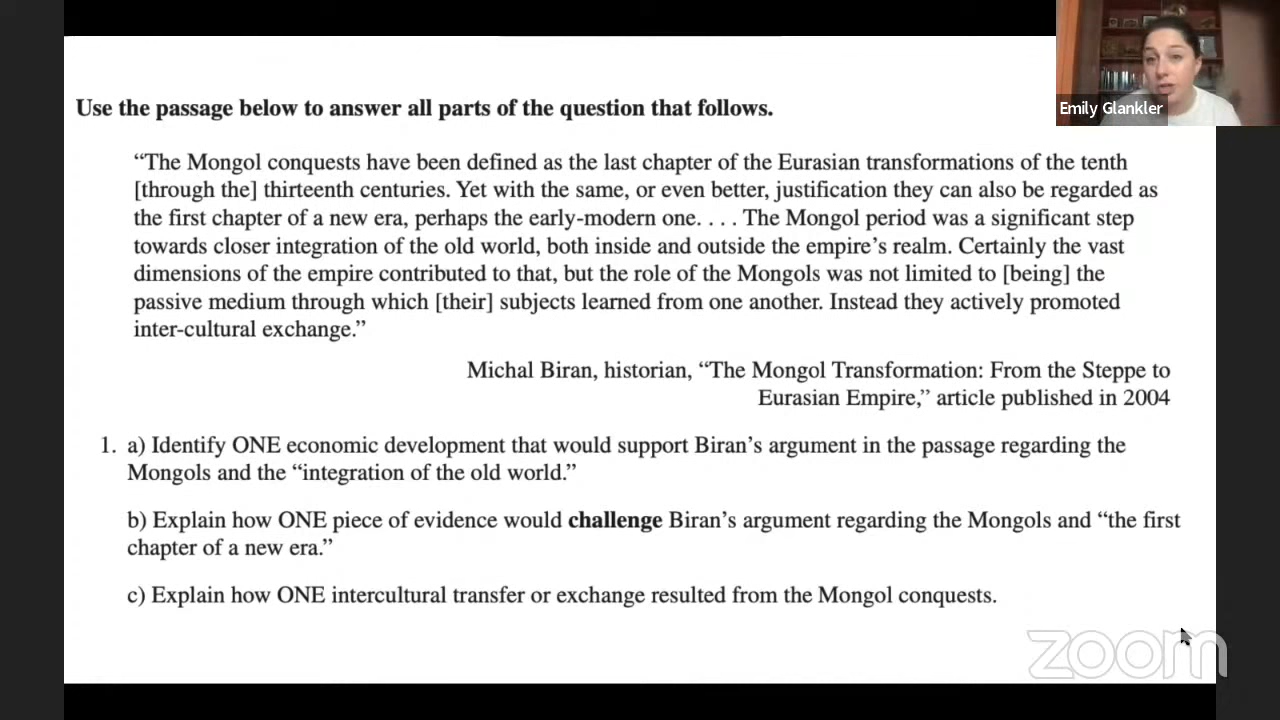 Emily Glankler
Use the passage below to answer all parts of the question that follows.
“The Mongol conquests have been defined as the last chapter of the Eurasian transformations of the tenth
[through the] thirteenth centuries. Yet with the same, or even better, justification they can also be regarded as
the first chapter of a new era, perhaps the early-modern one. . . . The Mongol period was a significant step
towards closer integration of the old world, both inside and outside the empire’s realm. Certainly the vast
dimensions of the empire contributed to that, but the role of the Mongols was not limited to [being] the
passive medium through which [their] subjects learned from one another. Instead they actively promoted
inter-cultural exchange.”
Michal Biran, historian, “The Mongol Transformation: From the Steppe to
Eurasian Empire,” article published in 2004
1. a) Identify ONE economic development that would support Biran’s argument in the passage regarding the
Mongols and the “integration of the old world.”
b) Explain how ONE piece of evidence would challenge Biran’s argument regarding the Mongols and “the first
chapter of a new era.”
c) Explain how ONE intercultural transfer or exchange resulted from the Mongol conquests.
zoom